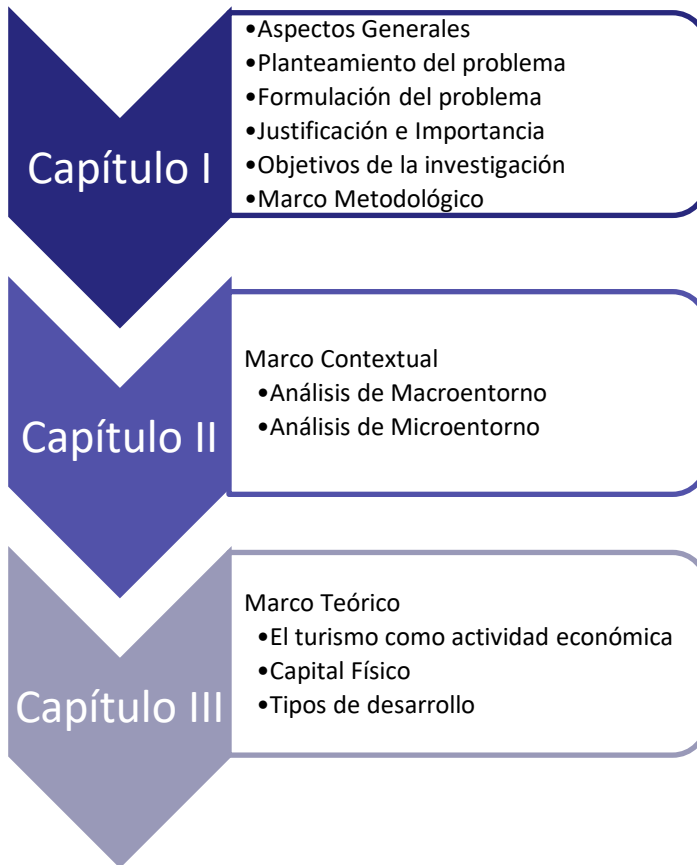 Capítulo I
•Aspectos Generales
•Planteamiento del problema
•Formulación del problema
•Justificación e Importancia
•Objetivos de la investigación
•Marco Metodológico
Capítulo II
Marco Contextual
•Análisis de Macroentorno
•Análisis de Microentorno
Capítulo III
Marco Teórico
•El turismo como actividad económica
•Capital Físico
•Tipos de desarrollo